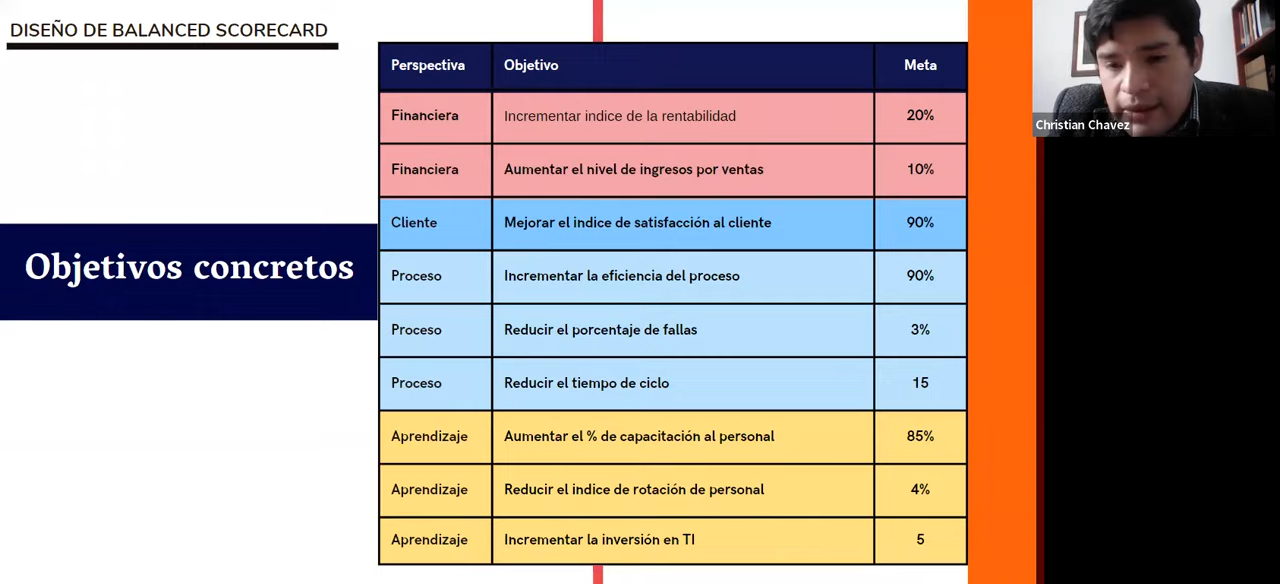 DISEÑO DE BALANCED SCORECARD
Christian Chavez
Objetivos concretos
Perspectiva Objetivo Meta
Financiera Incrementar indice de la rentabilidad 20%
Financiera Aumentar el nivel de ingresos por ventas 10%
Cliente Mejorar el indice de satisfacción al cliente 90%
Proceso Incrementar la eficiencia del proceso 90%
Proceso Reducir el porcentaje de fallas 3%
Proceso Reducir el tiempo de ciclo 15
Aprendizaje Aumentar el % de capacitación al personal 85%
Aprendizaje Reducir el indice de rotación de personal 4%
Aprendizaje Incrementar la inversión en TI 5